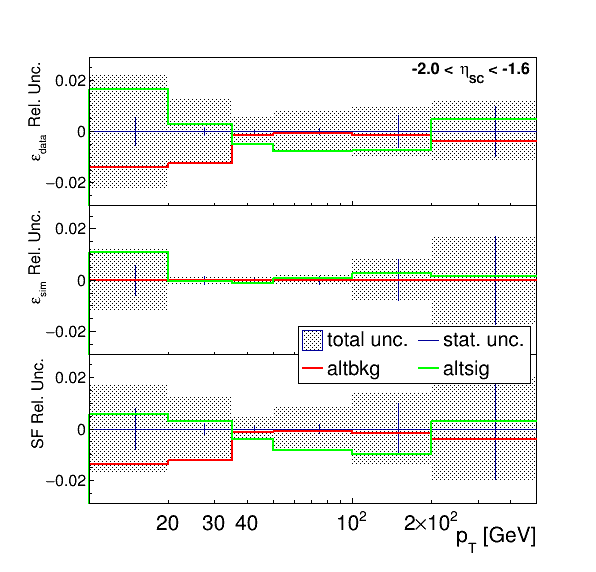 -2.0 < η_SC < -1.6
ε_data Rel. Unc.
0.02
0
−0.02
ε_sim Rel. Unc.
0.02
0
−0.02
total unc. stat. unc.
altbkg altsig
SF Rel. Unc.
0.02
0
−0.02
20 30 40 10² 2×10²
p_T [GeV]